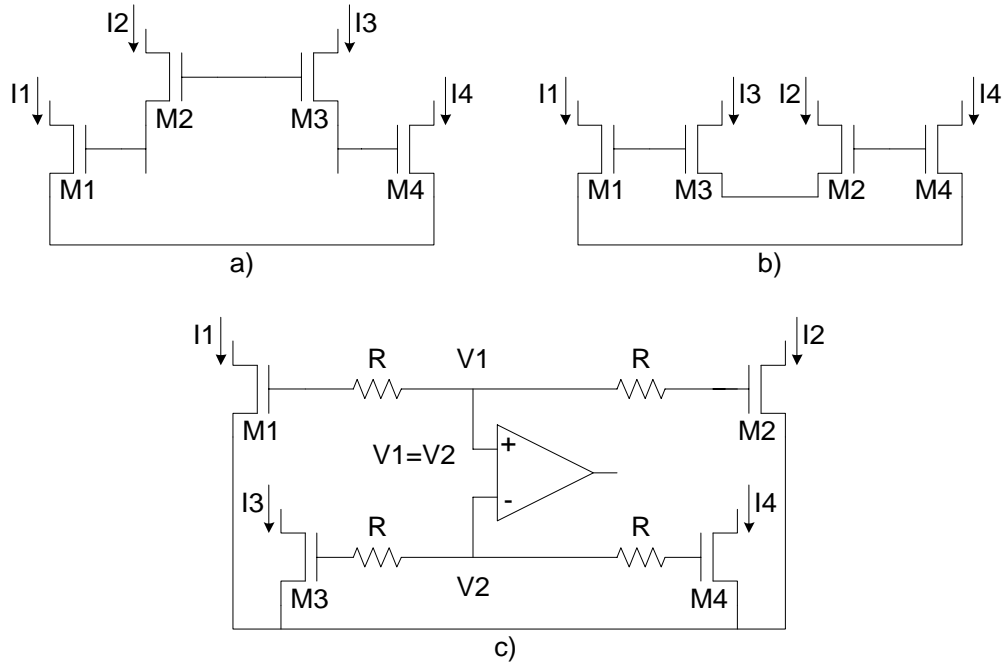 I2 I3
I1 I4
M2 M3
M1 M4
a)
I1 I3 I2 I4
M1 M3 M2 M4
b)
I1 I2
R V1 R
M1 M2
V1=V2
+
-
I3 I4
R R
M3 V2 M4
c)